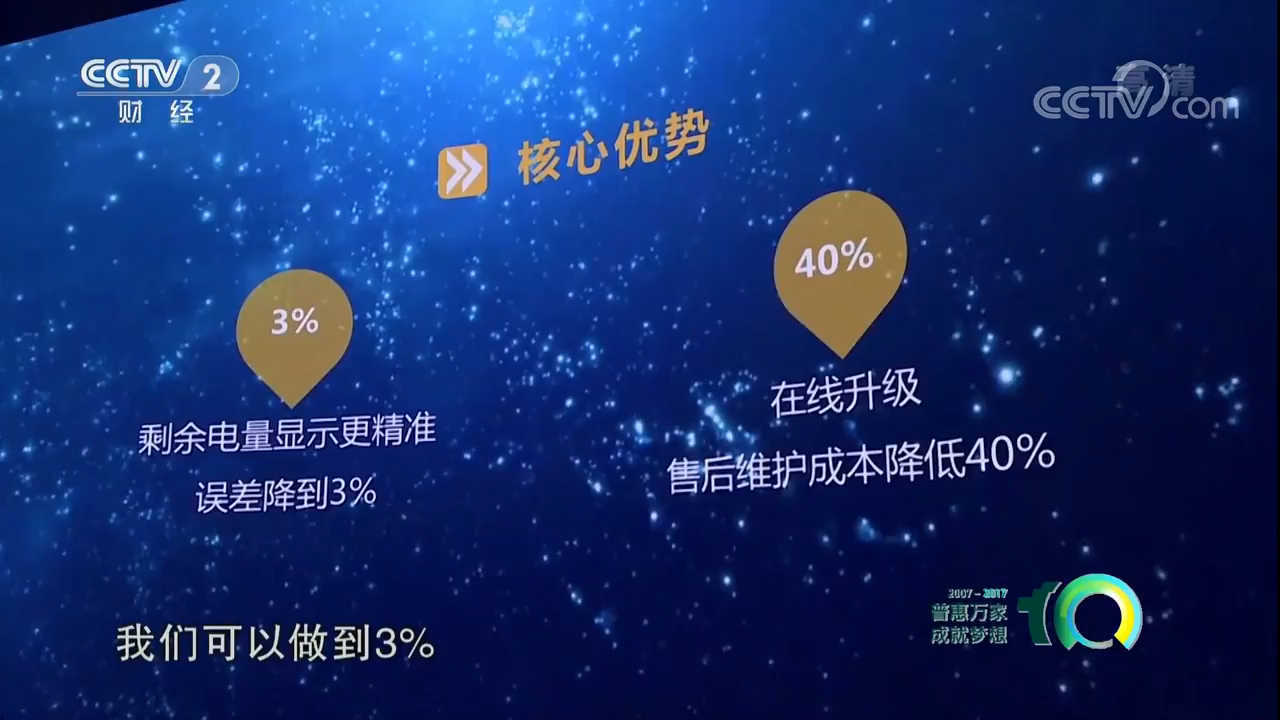 CCTV 2
财 经
高清
CCTV.com
核心优势
3%
剩余电量显示更精准
误差降到3%
40%
在线升级
售后维护成本降低40%
我们可以做到3%
2007-2017
普惠万家
成就梦想
10